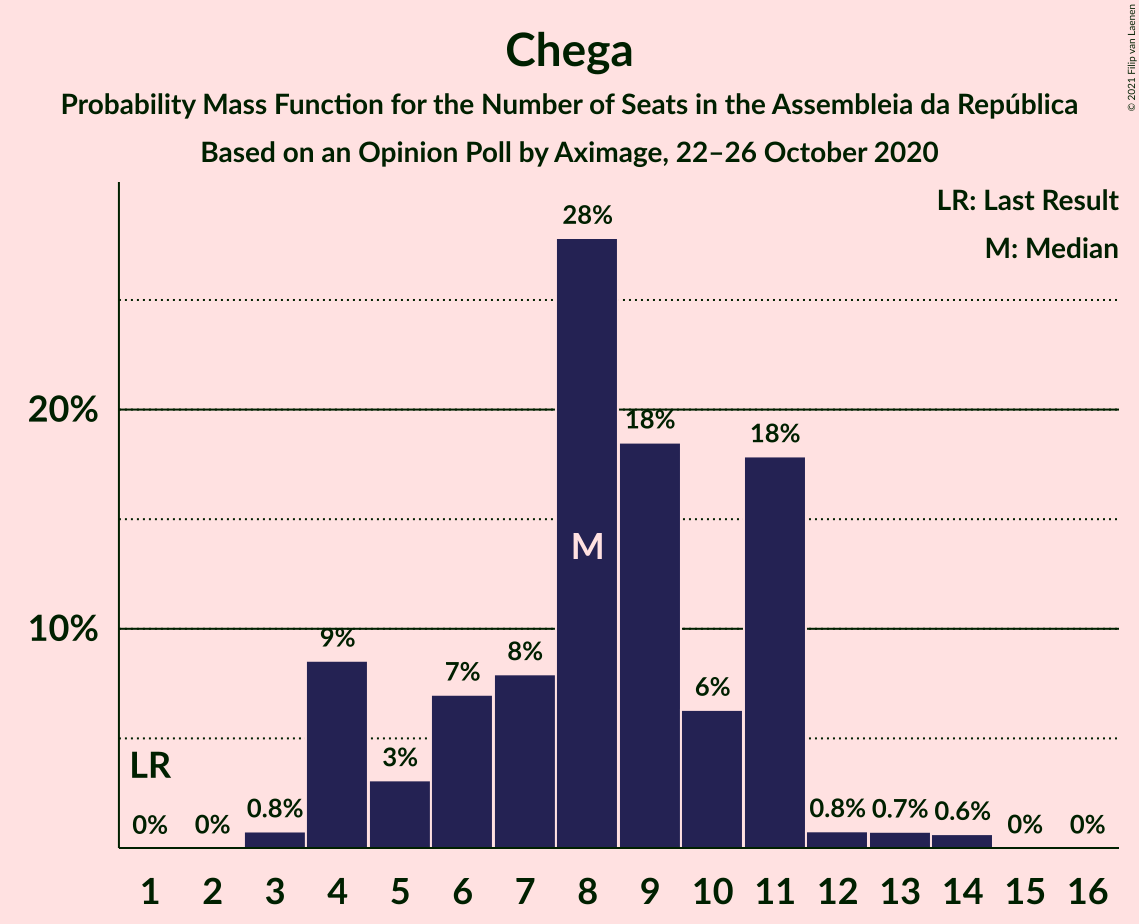 Chega
Probability Mass Function for the Number of Seats in the Assembleia da República
Based on an Opinion Poll by Aximage, 22–26 October 2020
© 2021 Filip van Laenen
LR: Last Result
M: Median
28%
20%
18%
18%
M
10%
9%
8%
7%
6%
3%
LR
0%
0%
0.8%
0.8%
0.7%
0.6%
0%
0%
1 2 3 4 5 6 7 8 9 10 11 12 13 14 15 16